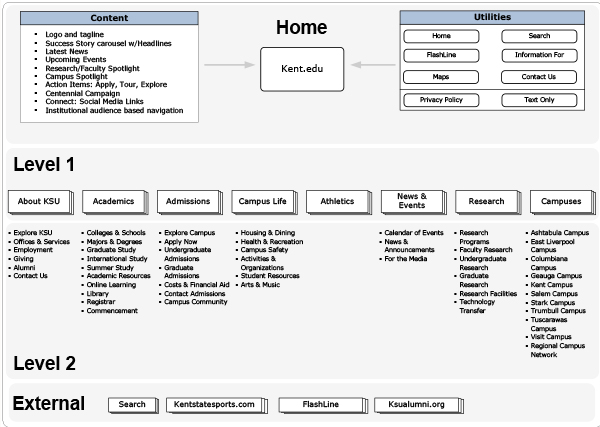 Content
• Logo and tagline
• Success Story carousel w/Headlines
• Latest News
• Upcoming Events
• Research/Faculty Spotlight
• Campus Spotlight
• Action Items: Apply, Tour, Explore
• Centennial Campaign
• Connect: Social Media Links
• Institutional audience based navigation
Home
Kent.edu
Utilities
Home
Search
FlashLine
Information For
Maps
Contact Us
Privacy Policy
Text Only
Level 1
About KSU
Academics
Admissions
Campus Life
Athletics
News &
Events
Research
Campuses
• Explore KSU
• Offices & Services
• Employment
• Giving
• Alumni
• Contact Us
• Colleges & Schools
• Majors & Degrees
• Graduate Study
• International Study
• Summer Study
• Academic Resources
• Online Learning
• Library
• Registrar
• Commencement
• Explore Campus
• Apply Now
• Undergraduate
Admissions
• Graduate
Admissions
• Costs & Financial Aid
• Contact Admissions
• Campus Community
• Housing & Dining
• Health & Recreation
• Campus Safety
• Activities &
Organizations
• Student Resources
• Arts & Music
• Calendar of Events
• News &
Announcements
• For the Media
• Research
Programs
• Faculty Research
• Undergraduate
Research
• Graduate
Research
• Research Facilities
• Technology
Transfer
• Ashtabula Campus
• East Liverpool
Campus
• Columbiana
Campus
• Geauga Campus
• Kent Campus
• Salem Campus
• Stark Campus
• Trumbull Campus
• Tuscarawas
Campus
• Visit Campus
• Regional Campus
Network
Level 2
External
Search
Kentstatesports.com
FlashLine
Ksualumni.org